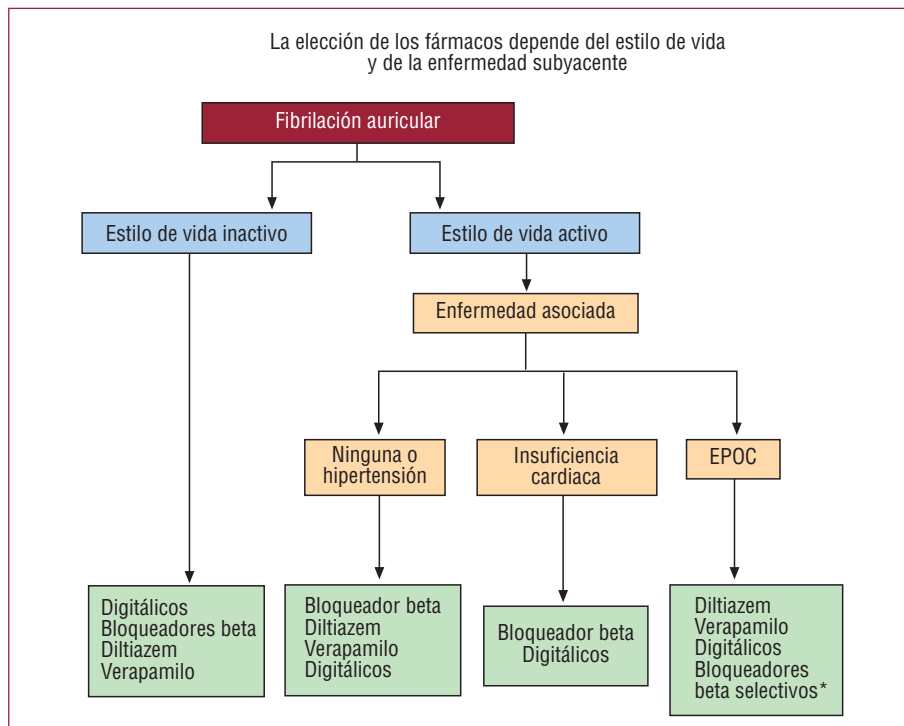 La elección de los fármacos depende del estilo de vida
y de la enfermedad subyacente
Fibrilación auricular
Estilo de vida inactivo
Estilo de vida activo
Enfermedad asociada
Ninguna o
hipertensión
Insuficiencia
cardiaca
EPOC
Digitálicos
Bloqueadores beta
Diltiazem
Verapamilo
Bloqueador beta
Diltiazem
Verapamilo
Digitálicos
Bloqueador beta
Digitálicos
Diltiazem
Verapamilo
Digitálicos
Bloqueadores
beta selectivos*